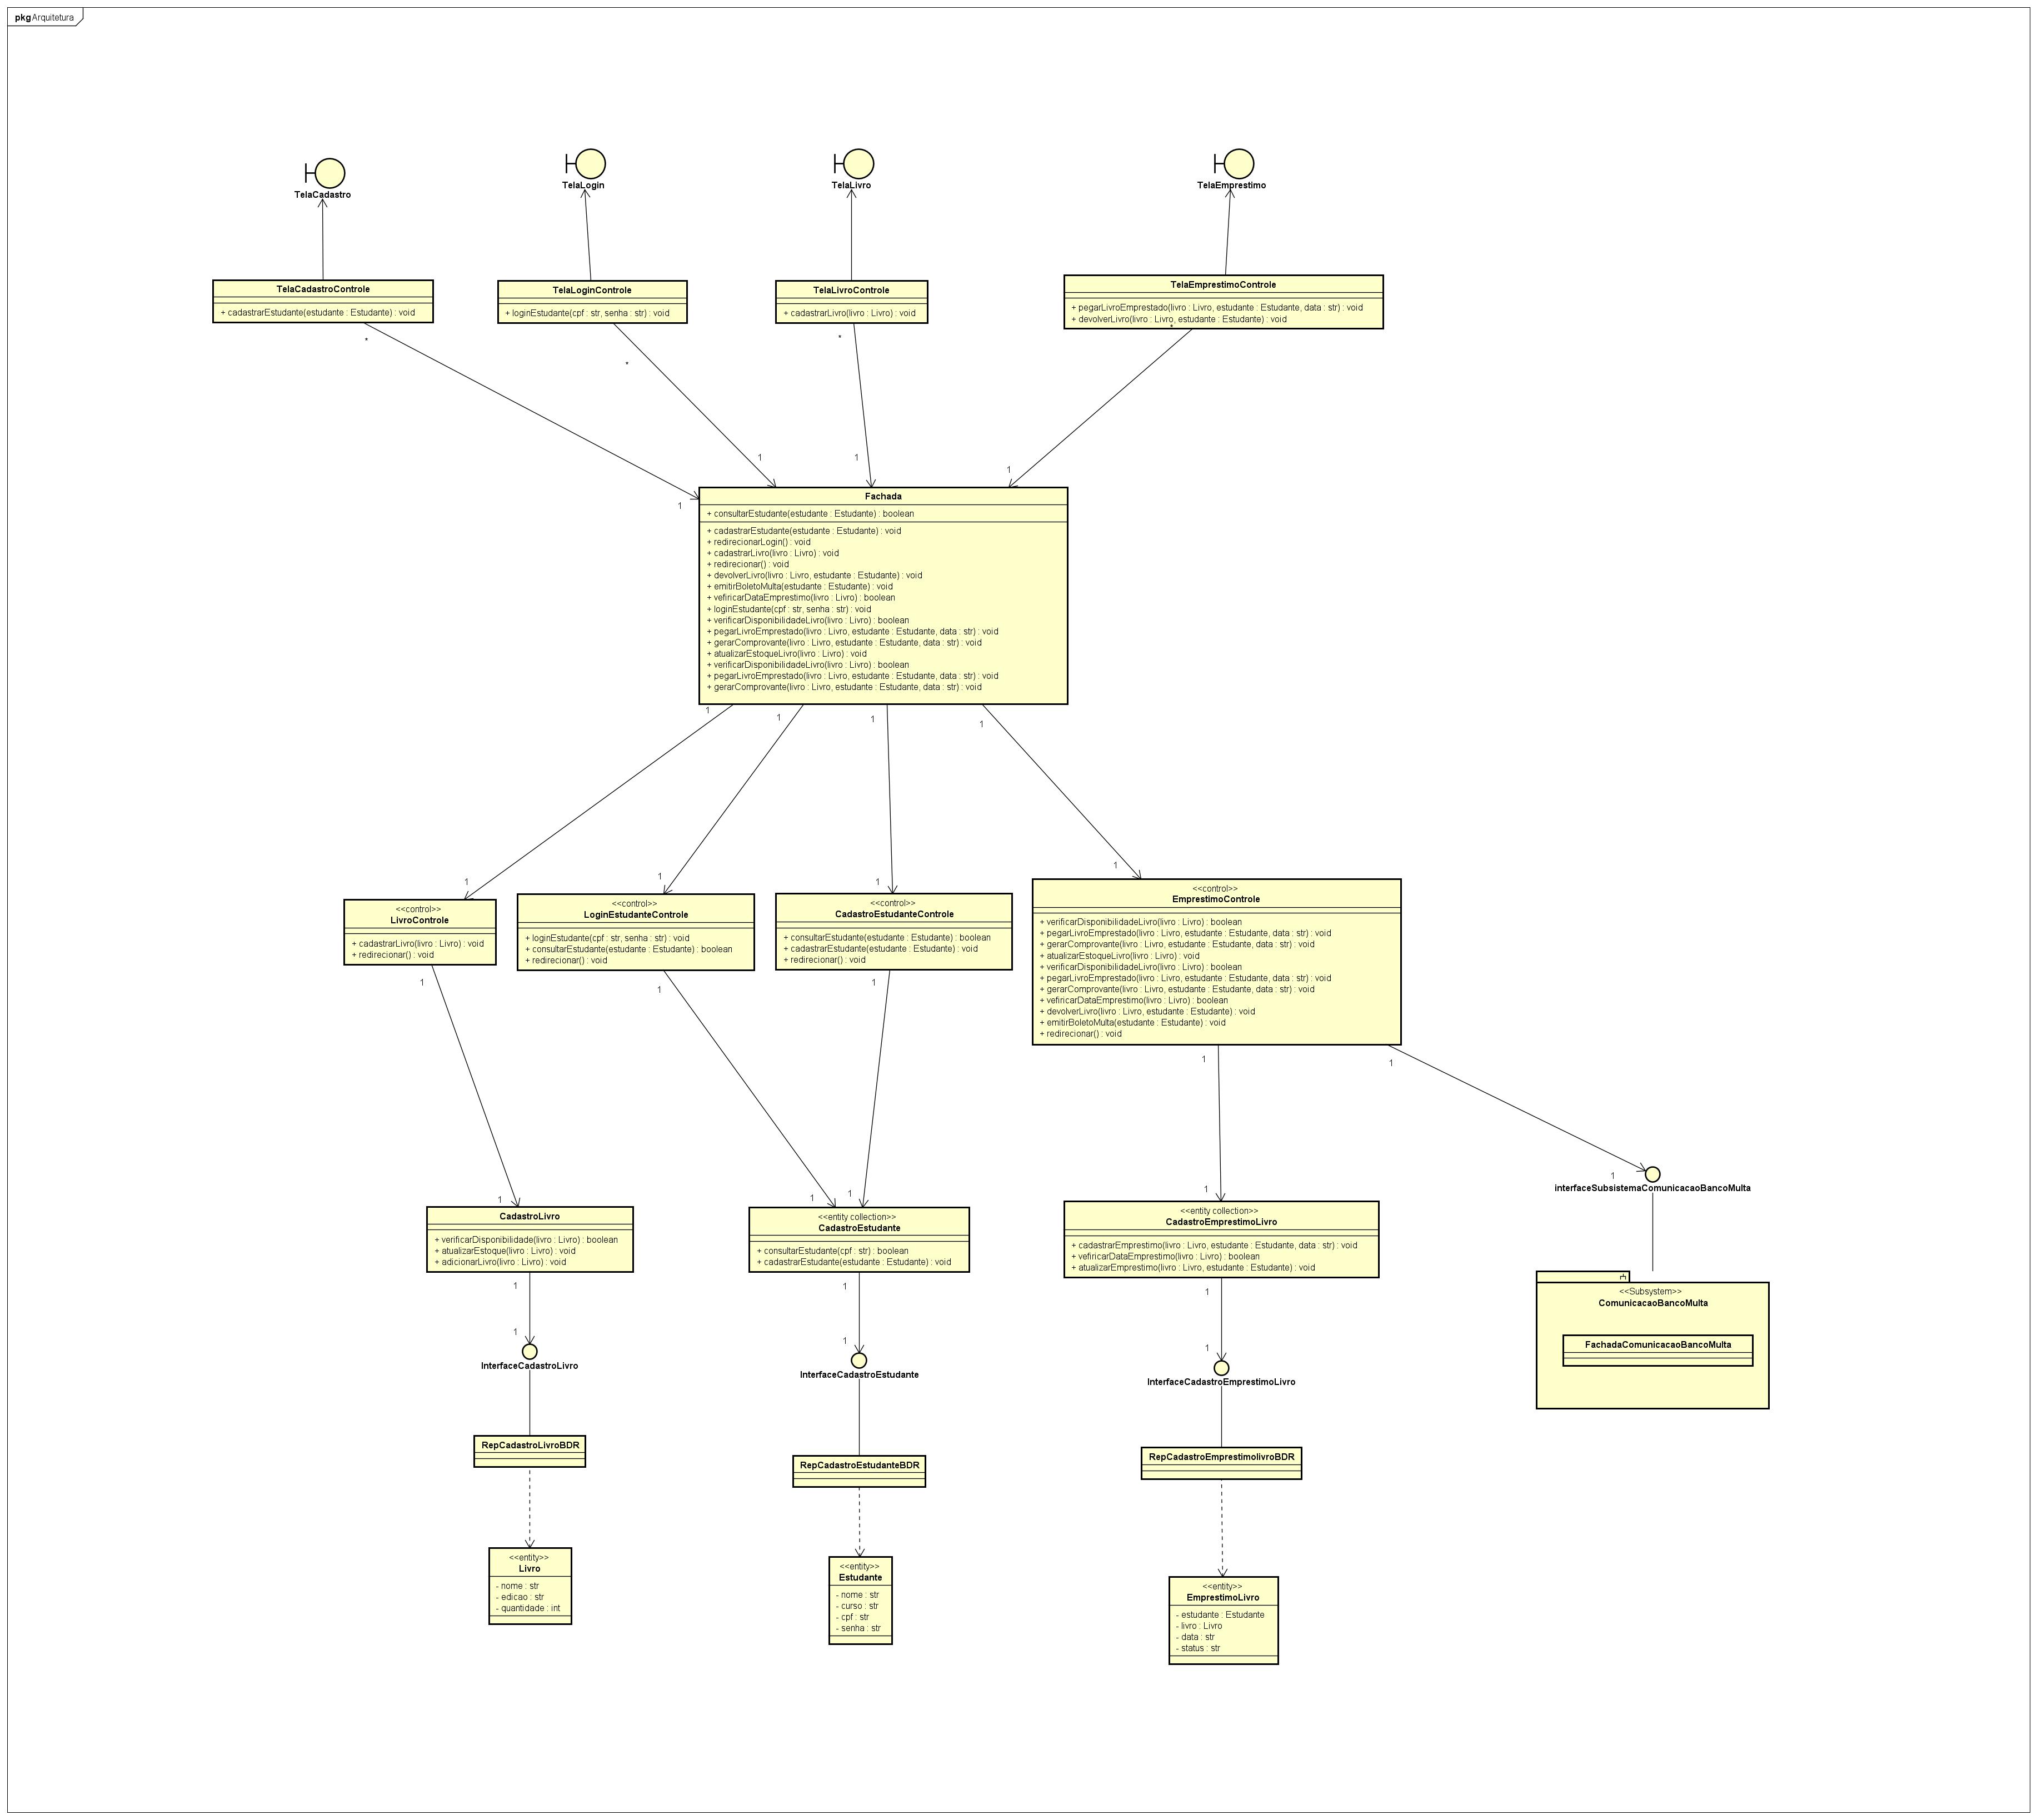 pkg Arquitetura
TelaCadastro
TelaLogin
TelaLivro
TelaEmprestimo
TelaCadastroControle
+ cadastrarEstudante(estudante : Estudante) : void
TelaLoginControle
+ loginEstudante(cpf : str, senha : str) : void
TelaLivroControle
+ cadastrarLivro(livro : Livro) : void
TelaEmprestimoControle
+ pegarLivroEmprestado(livro : Livro, estudante : Estudante, data : str) : void
+ devolverLivro(livro : Livro, estudante : Estudante) : void
*
*
*
*
1
1
1
1
Fachada
+ consultarEstudante(estudante : Estudante) : boolean
+ cadastrarEstudante(estudante : Estudante) : void
+ redirecionarLogin() : void
+ cadastrarLivro(livro : Livro) : void
+ redirecionar() : void
+ devolverLivro(livro : Livro, estudante : Estudante) : void
+ emitirBoletoMulta(estudante : Estudante) : void
+ vefiricarDataEmprestimo(livro : Livro) : boolean
+ loginEstudante(cpf : str, senha : str) : void
+ verificarDisponibilidadeLivro(livro : Livro) : boolean
+ pegarLivroEmprestado(livro : Livro, estudante : Estudante, data : str) : void
+ gerarComprovante(livro : Livro, estudante : Estudante, data : str) : void
+ atualizarEstoqueLivro(livro : Livro) : void
+ verificarDisponibilidadeLivro(livro : Livro) : boolean
+ pegarLivroEmprestado(livro : Livro, estudante : Estudante, data : str) : void
+ gerarComprovante(livro : Livro, estudante : Estudante, data : str) : void
1
1
1
1
1
1
1
1
<<control>>
LivroControle
+ cadastrarLivro(livro : Livro) : void
+ redirecionar() : void
<<control>>
LoginEstudanteControle
+ loginEstudante(cpf : str, senha : str) : void
+ consultarEstudante(estudante : Estudante) : boolean
+ redirecionar() : void
<<control>>
CadastroEstudanteControle
+ consultarEstudante(estudante : Estudante) : boolean
+ cadastrarEstudante(estudante : Estudante) : void
+ redirecionar() : void
<<control>>
EmprestimoControle
+ verificarDisponibilidadeLivro(livro : Livro) : boolean
+ pegarLivroEmprestado(livro : Livro, estudante : Estudante, data : str) : void
+ gerarComprovante(livro : Livro, estudante : Estudante, data : str) : void
+ atualizarEstoqueLivro(livro : Livro) : void
+ verificarDisponibilidadeLivro(livro : Livro) : boolean
+ pegarLivroEmprestado(livro : Livro, estudante : Estudante, data : str) : void
+ gerarComprovante(livro : Livro, estudante : Estudante, data : str) : void
+ vefiricarDataEmprestimo(livro : Livro) : boolean
+ devolverLivro(livro : Livro, estudante : Estudante) : void
+ emitirBoletoMulta(estudante : Estudante) : void
+ redirecionar() : void
1
1
1
1
1
1
1
1
1
1
interfaceSubsistemaComunicacaoBancoMulta
CadastroLivro
+ verificarDisponibilidade(livro : Livro) : boolean
+ atualizarEstoque(livro : Livro) : void
+ adicionarLivro(livro : Livro) : void
<<entity collection>>
CadastroEstudante
+ consultarEstudante(cpf : str) : boolean
+ cadastrarEstudante(estudante : Estudante) : void
<<entity collection>>
CadastroEmprestimoLivro
+ cadastrarEmprestimo(livro : Livro, estudante : Estudante, data : str) : void
+ vefiricarDataEmprestimo(livro : Livro) : boolean
+ atualizarEmprestimo(livro : Livro, estudante : Estudante) : void
<<Subsystem>>
ComunicacaoBancoMulta
FachadaComunicacaoBancoMulta
1
1
1
1
1
1
InterfaceCadastroLivro
InterfaceCadastroEstudante
InterfaceCadastroEmprestimoLivro
RepCadastroLivroBDR
RepCadastroEstudanteBDR
RepCadastroEmprestimolivroBDR
<<entity>>
Livro
- nome : str
- edicao : str
- quantidade : int
<<entity>>
Estudante
- nome : str
- curso : str
- cpf : str
- senha : str
<<entity>>
EmprestimoLivro
- estudante : Estudante
- livro : Livro
- data : str
- status : str